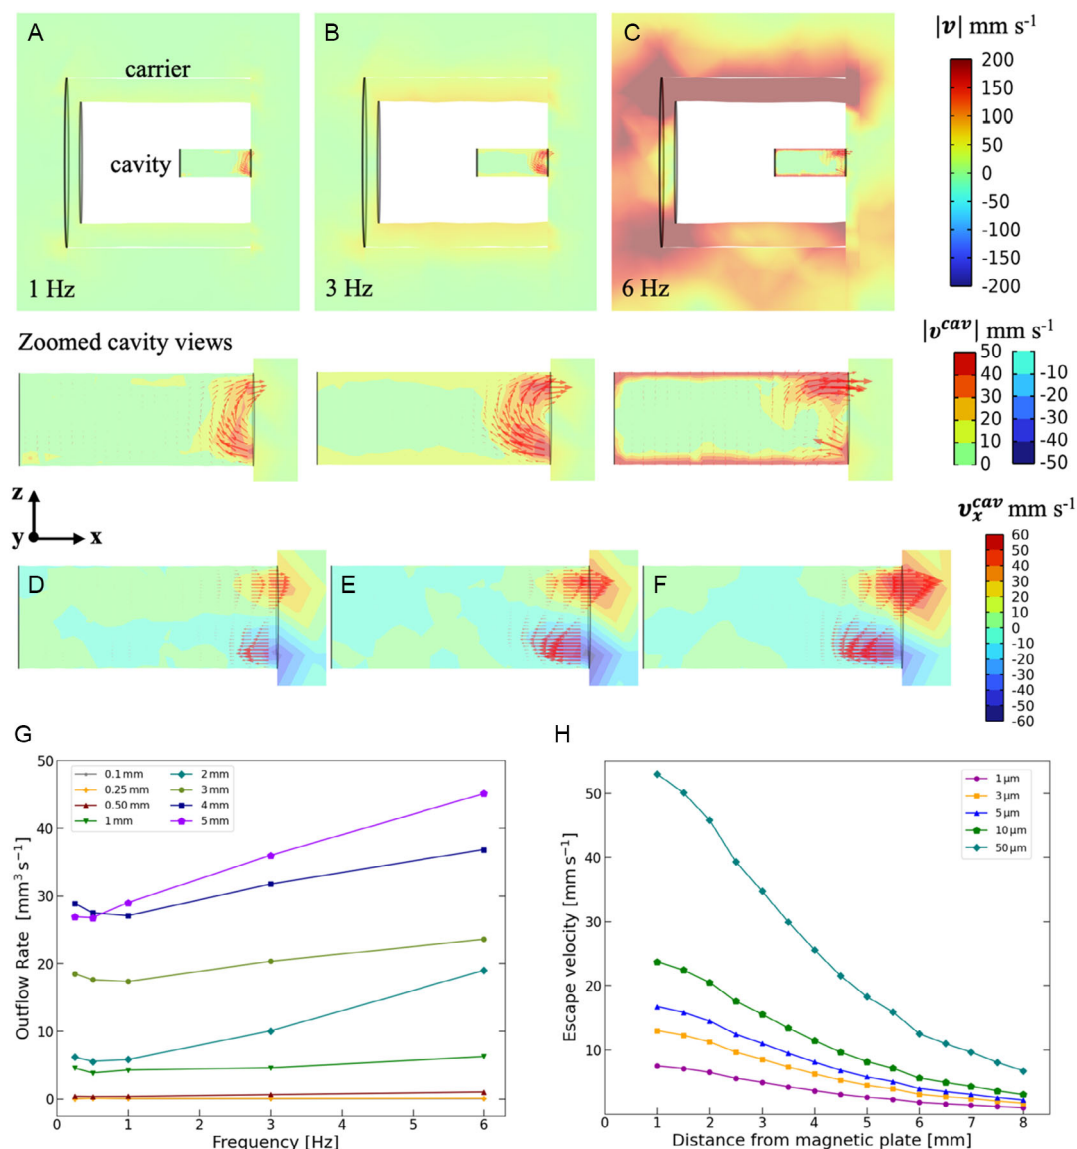 A
carrier
cavity
1 Hz
B
3 Hz
C
6 Hz
|v| mm s⁻¹
200
150
100
50
0
-50
-100
-150
-200
Zoomed cavity views
|v^cav| mm s⁻¹
50
40
30
20
10
0
-10
-20
-30
-40
-50
z
y
x
D
E
F
v_x^cav mm s⁻¹
60
50
40
30
20
10
0
-10
-20
-30
-40
-50
-60
G
Outflow Rate [mm³ s⁻¹]
50
40
30
20
10
0
0.1 mm
0.25 mm
0.50 mm
1 mm
2 mm
3 mm
4 mm
5 mm
0 1 2 3 4 5 6
Frequency [Hz]
H
Escape velocity [mm s⁻¹]
50
40
30
20
10
1 μm
3 μm
5 μm
10 μm
50 μm
0 1 2 3 4 5 6 7 8
Distance from magnetic plate [mm]